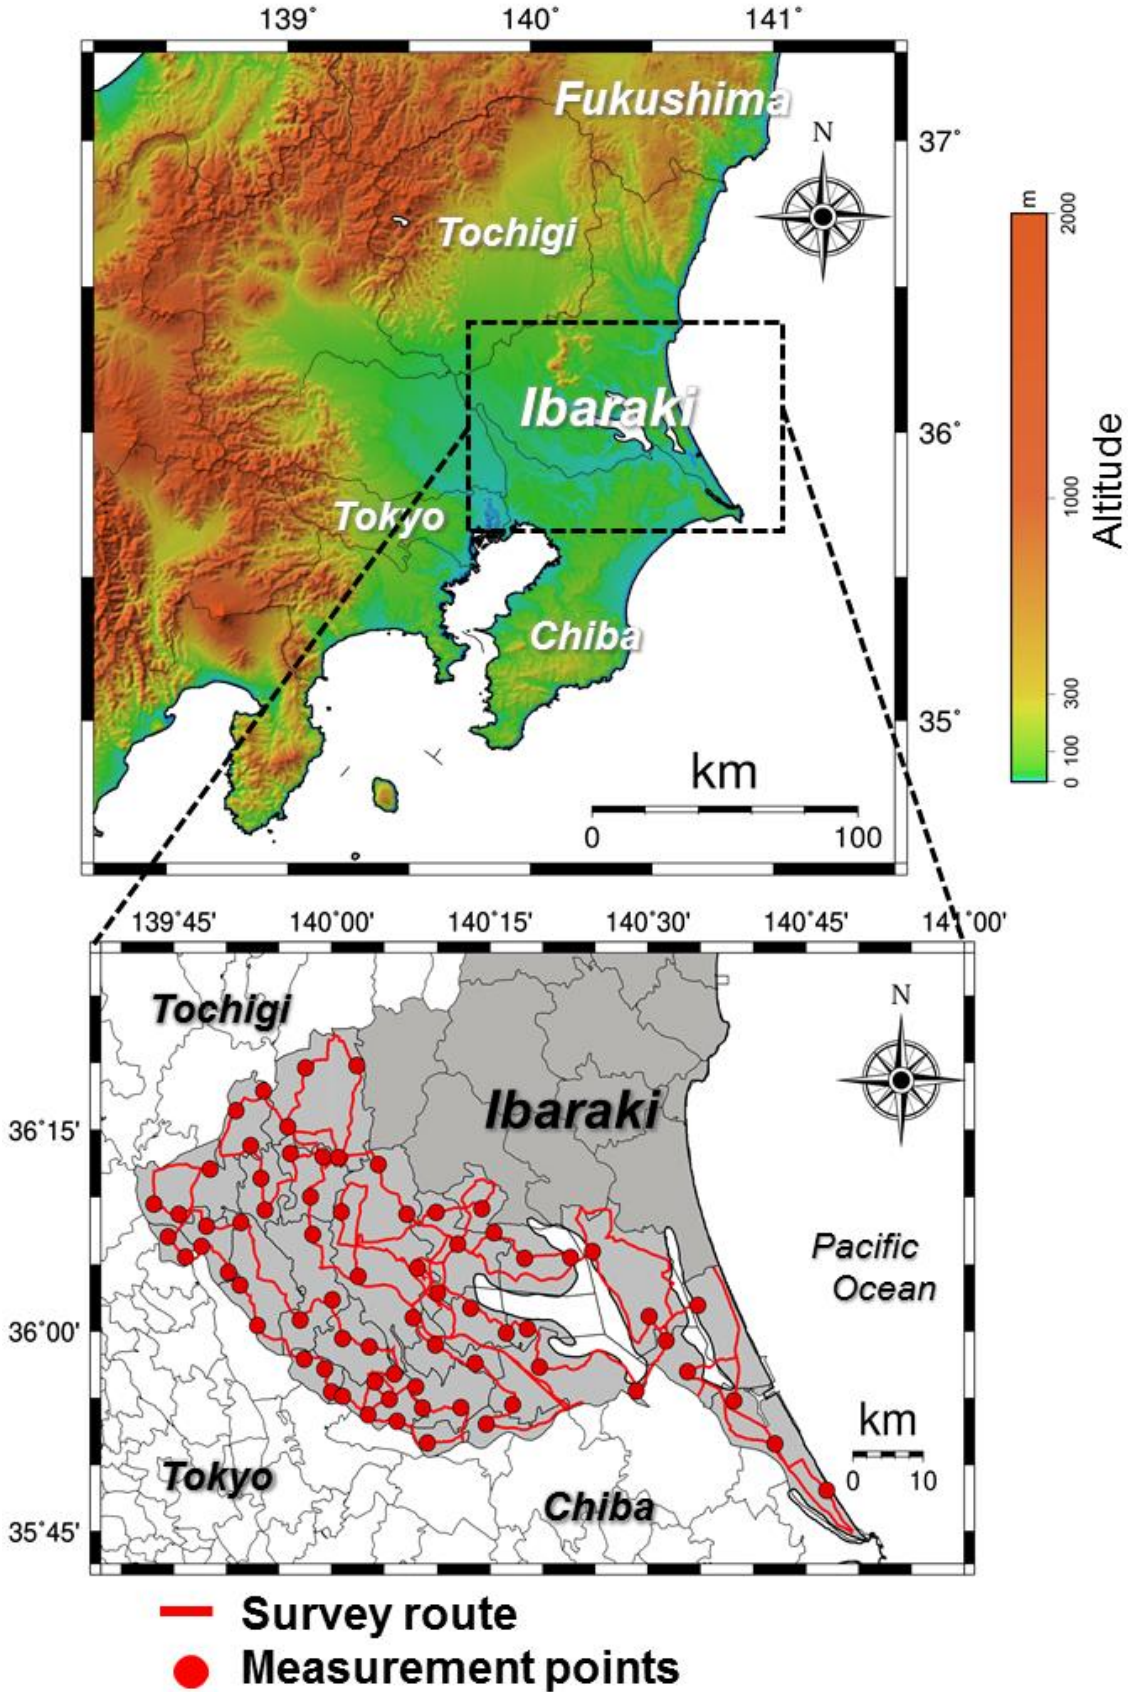 139° 140° 141°
Fukushima
N
37°
m
2000
Tochigi
Ibaraki
36°
1000
Altitude
Tokyo
Chiba
300
35°
100
0
km
0 100
139°45' 140°00' 140°15' 140°30' 140°45' 141°00'
Tochigi
N
Ibaraki
36°15'
Pacific
Ocean
36°00'
km
0 10
Tokyo
Chiba
35°45'
Survey route
Measurement points